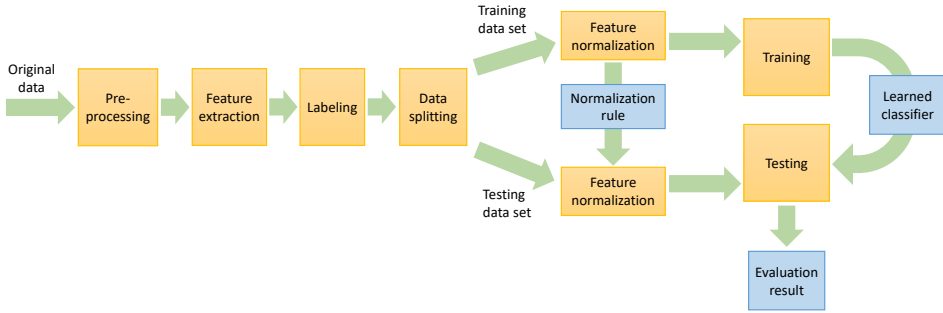 Original
data
Pre-
processing
Feature
extraction
Labeling
Data
splitting
Training
data set
Testing
data set
Feature
normalization
Normalization
rule
Feature
normalization
Training
Testing
Learned
classifier
Evaluation
result